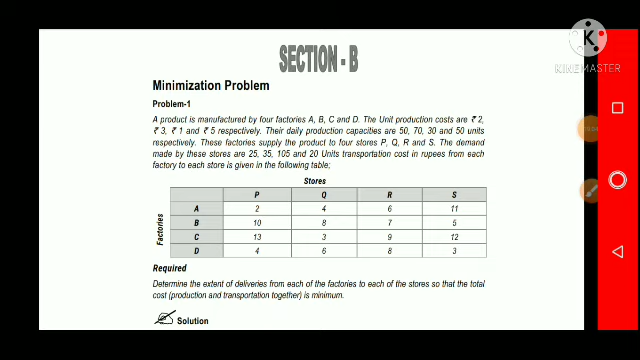 SECTION - B
K
KINEMASTER
Minimization Problem
Problem-1
A product is manufactured by four factories A, B, C and D. The Unit production costs are ₹ 2,
₹ 3, ₹ 1 and ₹ 5 respectively. Their daily production capacities are 50, 70, 30 and 50 units
respectively. These factories supply the product to four stores P, Q, R and S. The demand
made by these stores are 25, 35, 105 and 20 Units transportation cost in rupees from each
factory to each store is given in the following table;
Stores
P Q R S
Factories
A 2 4 6 11
B 10 8 7 5
C 13 3 9 12
D 4 6 8 3
Required
Determine the extent of deliveries from each of the factories to each of the stores so that the total
cost (production and transportation together) is minimum.
Solution